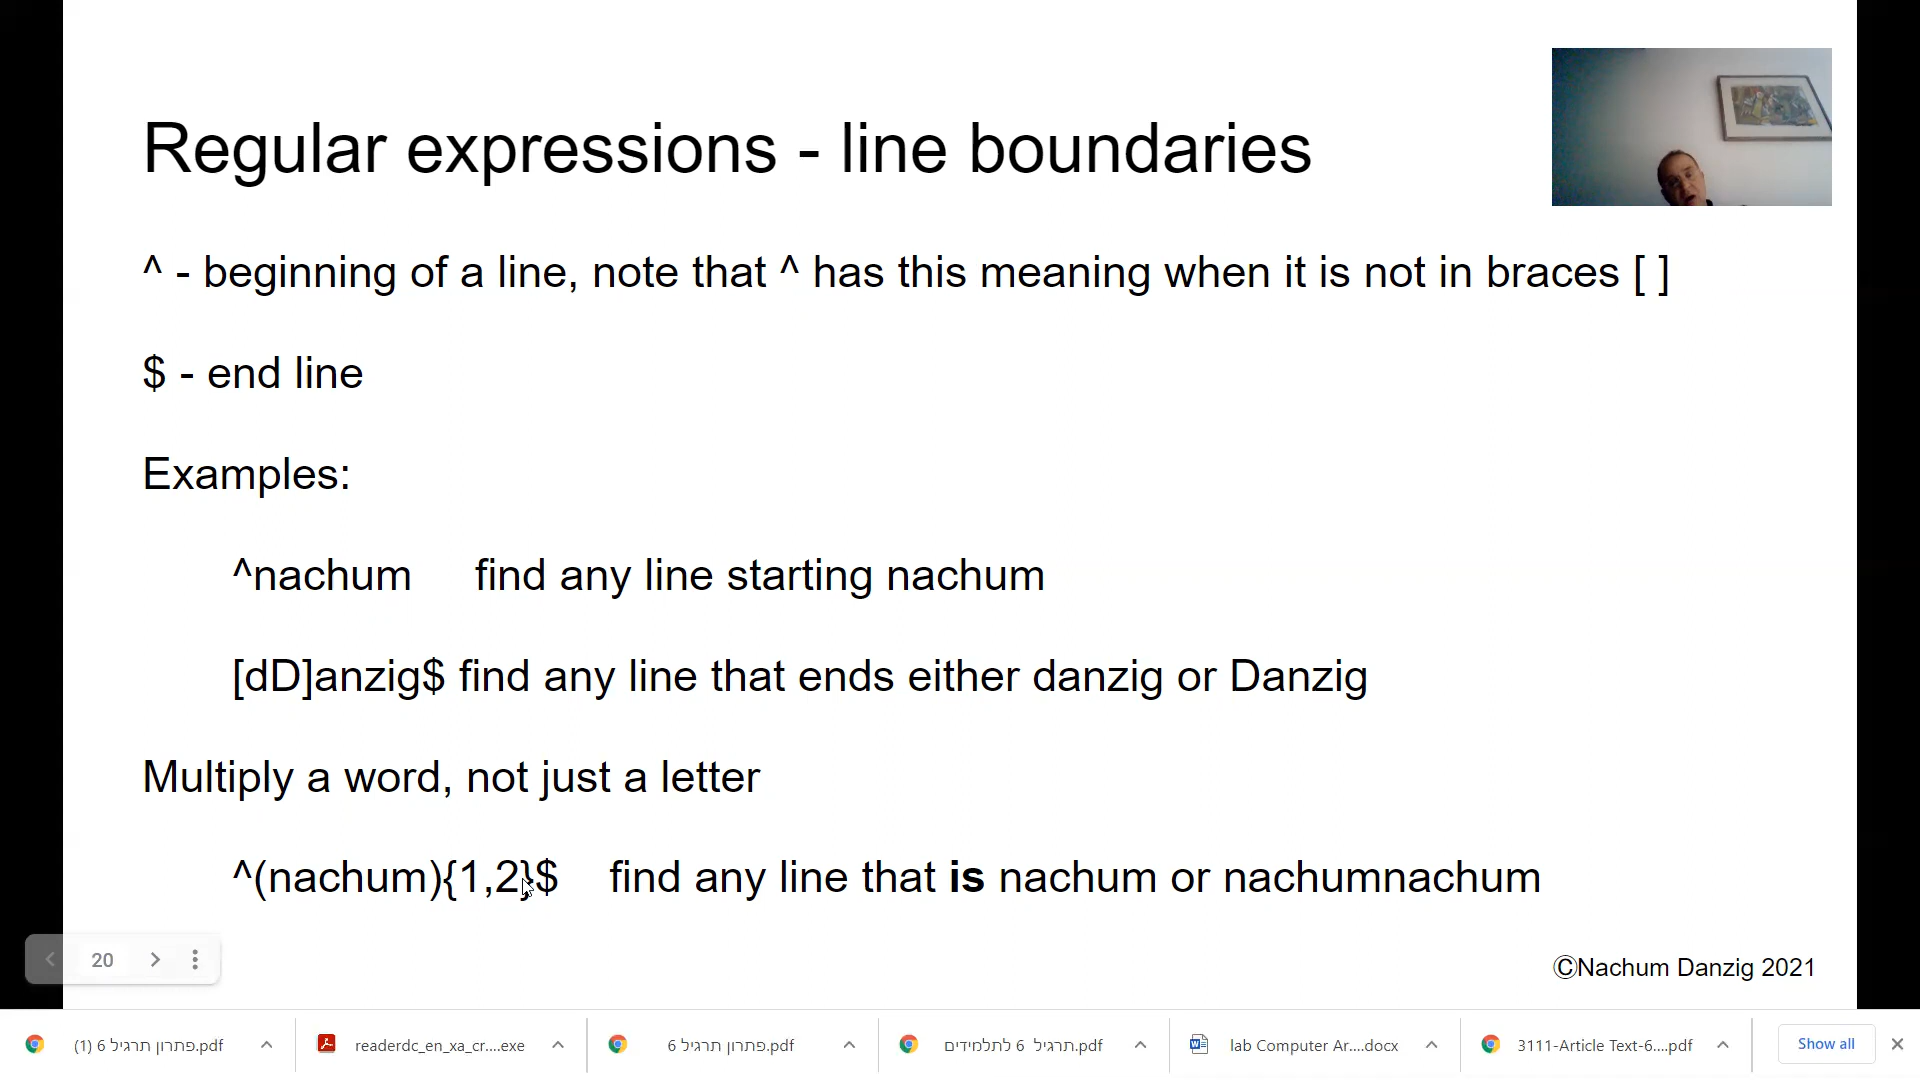 Regular expressions - line boundaries
^ - beginning of a line, note that ^ has this meaning when it is not in braces [ ]
$ - end line
Examples:
^nachum find any line starting nachum
[dD]anzig$ find any line that ends either danzig or Danzig
Multiply a word, not just a letter
^(nachum){1,2}$ find any line that is nachum or nachumnachum
20
©Nachum Danzig 2021
פתרון תרגיל 6 (1).pdf
readerdc_en_xa_cr....exe
פתרון תרגיל 6.pdf
תרגיל 6 לתלמידים.pdf
lab Computer Ar....docx
3111-Article Text-6....pdf
Show all